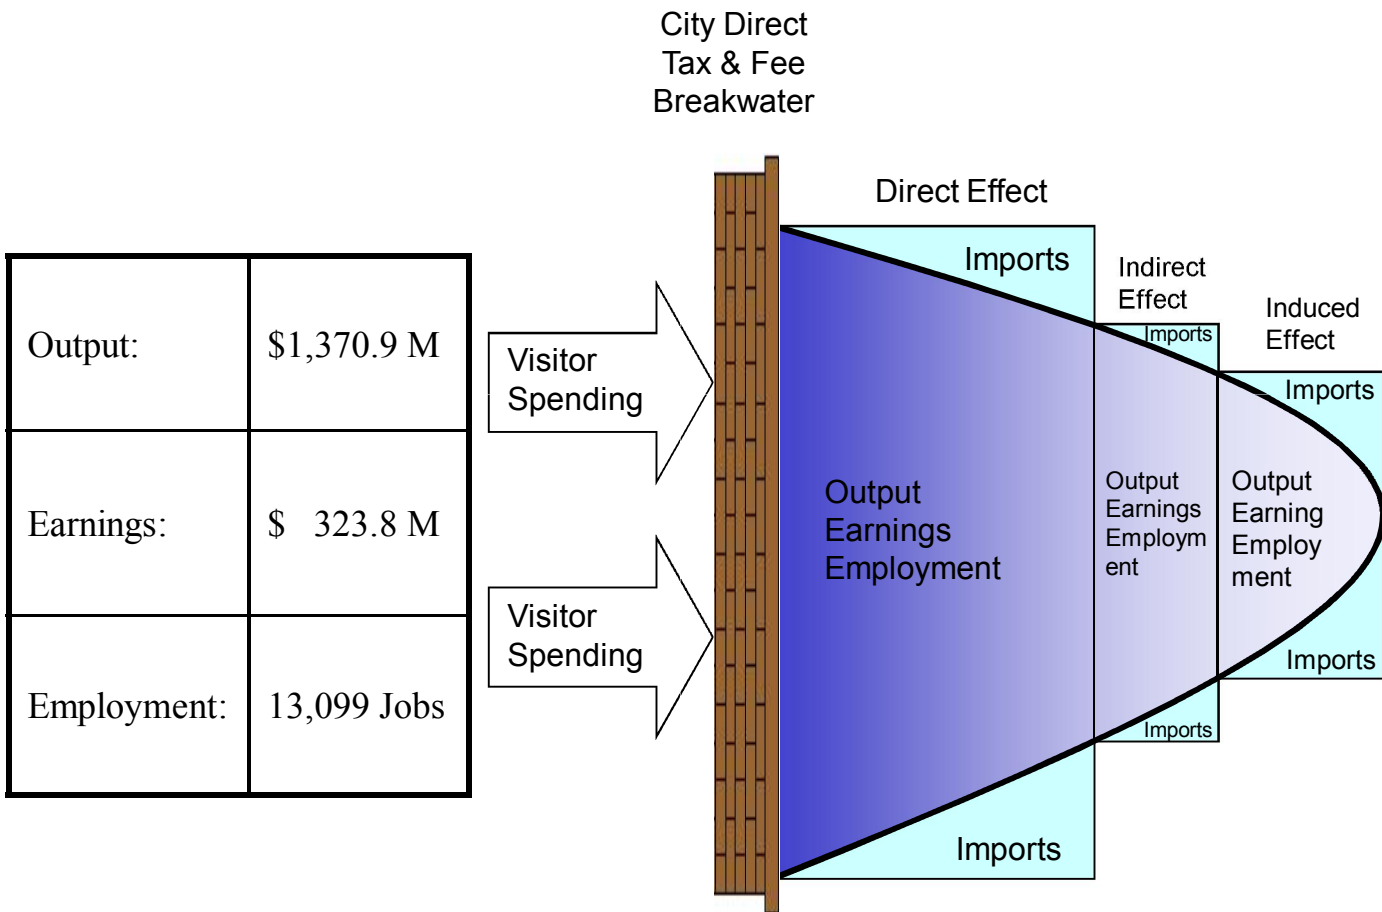 City Direct
Tax & Fee
Breakwater
Output: $1,370.9 M
Earnings: $ 323.8 M
Employment: 13,099 Jobs
Visitor
Spending
Visitor
Spending
Direct Effect
Imports
Output
Earnings
Employment
Imports
Indirect
Effect
Imports
Output
Earnings
Employm
ent
Imports
Induced
Effect
Imports
Output
Earning
Employ
ment
Imports